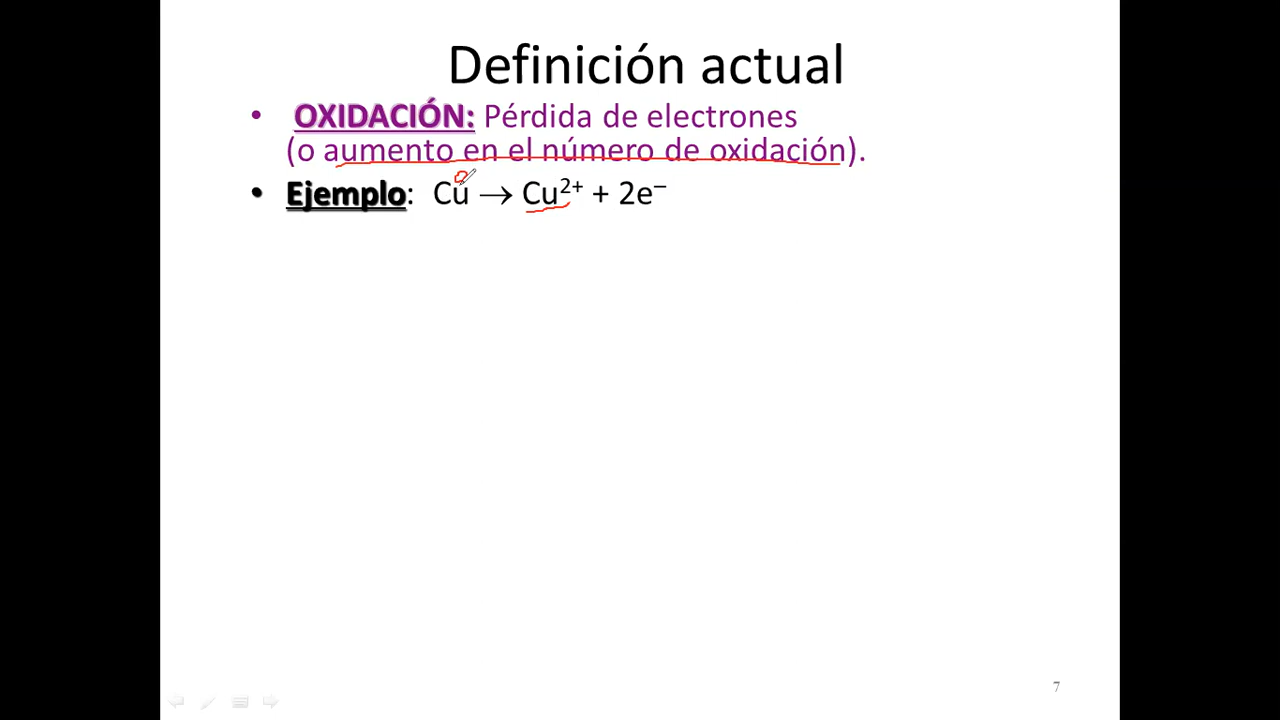 Definición actual
• OXIDACIÓN: Pérdida de electrones
(o aumento en el número de oxidación).
• Ejemplo: Cu → Cu²⁺ + 2e⁻
7